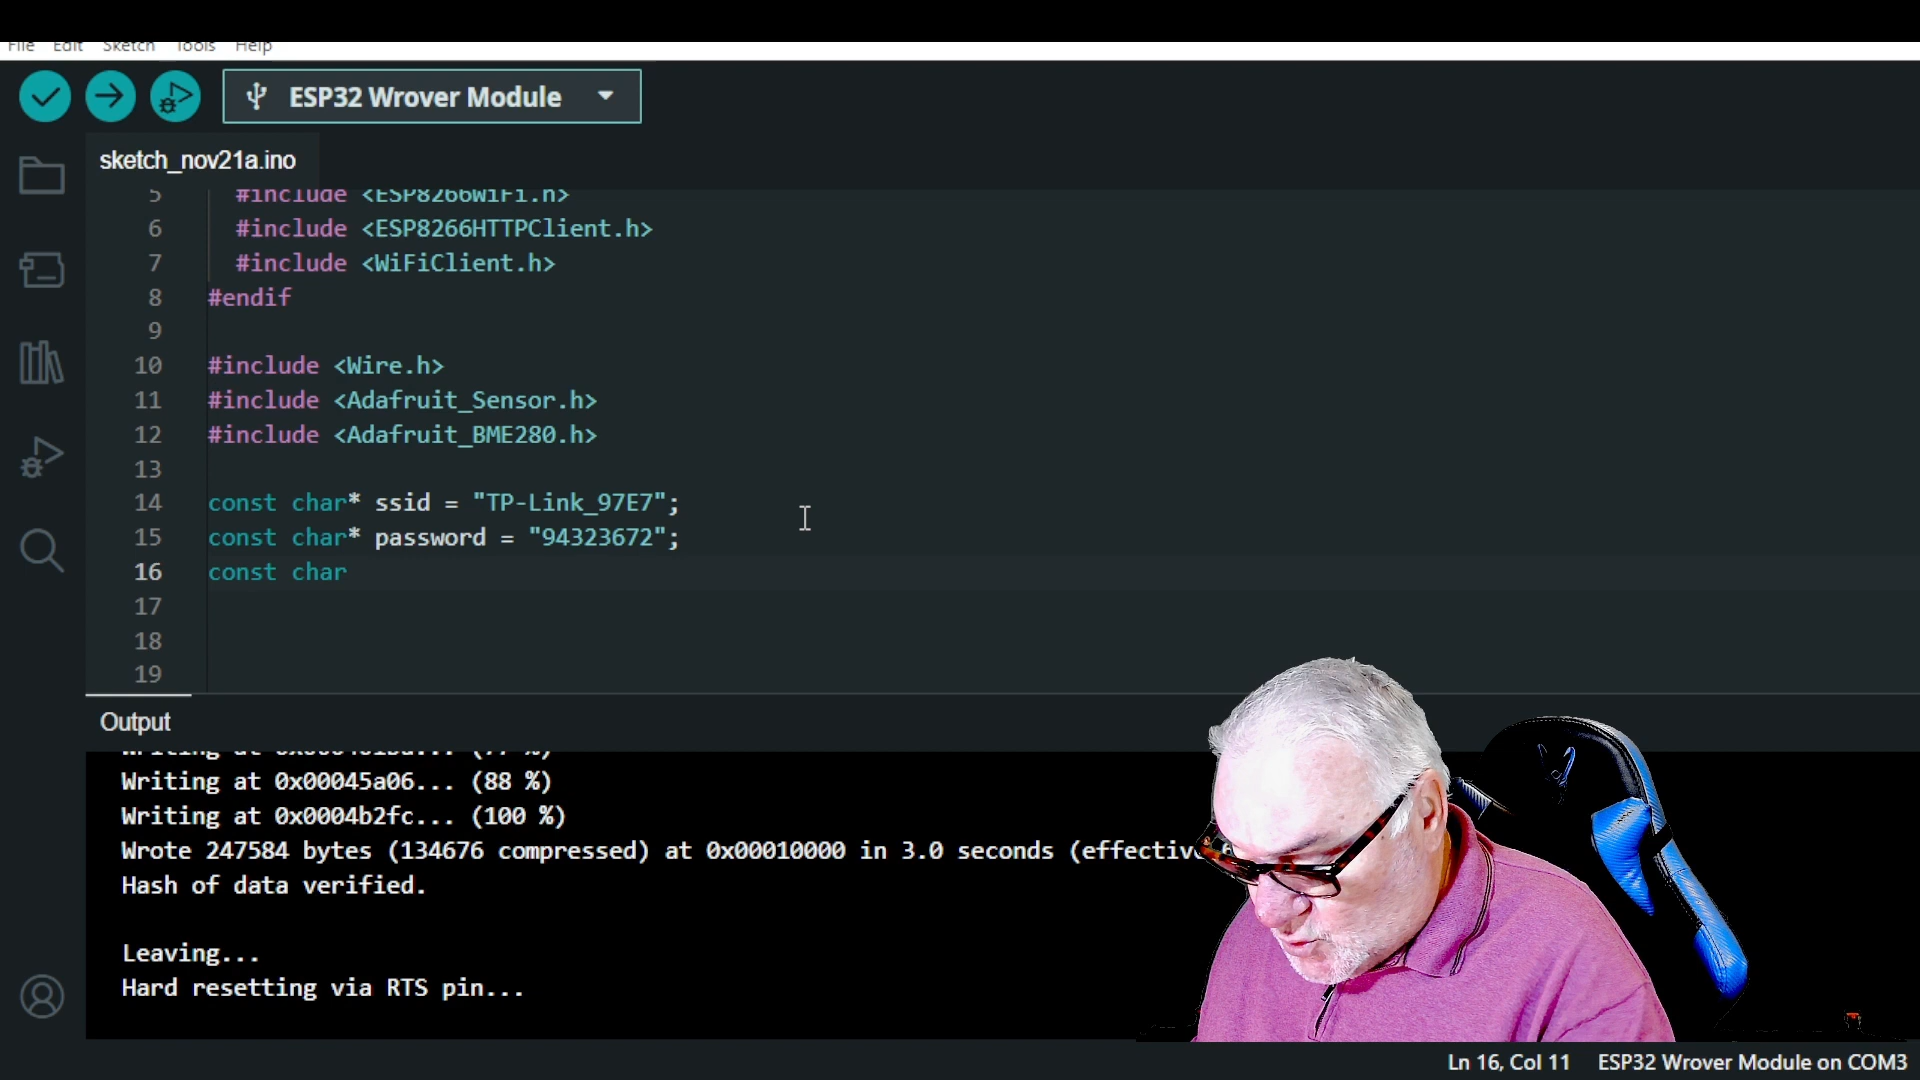 File Edit Sketch Tools Help
ESP32 Wrover Module
sketch_nov21a.ino
5 #include <ESP8266WiFi.h>
6 #include <ESP8266HTTPClient.h>
7 #include <WiFiClient.h>
8 #endif
9
10 #include <Wire.h>
11 #include <Adafruit_Sensor.h>
12 #include <Adafruit_BME280.h>
13
14 const char* ssid = "TP-Link_97E7";
15 const char* password = "94323672";
16 const char
17
18
19
Output
Writing at 0x00045a06... (88 %)
Writing at 0x0004b2fc... (100 %)
Wrote 247584 bytes (134676 compressed) at 0x00010000 in 3.0 seconds (effective
Hash of data verified.
Leaving...
Hard resetting via RTS pin...
Ln 16, Col 11 ESP32 Wrover Module on COM3